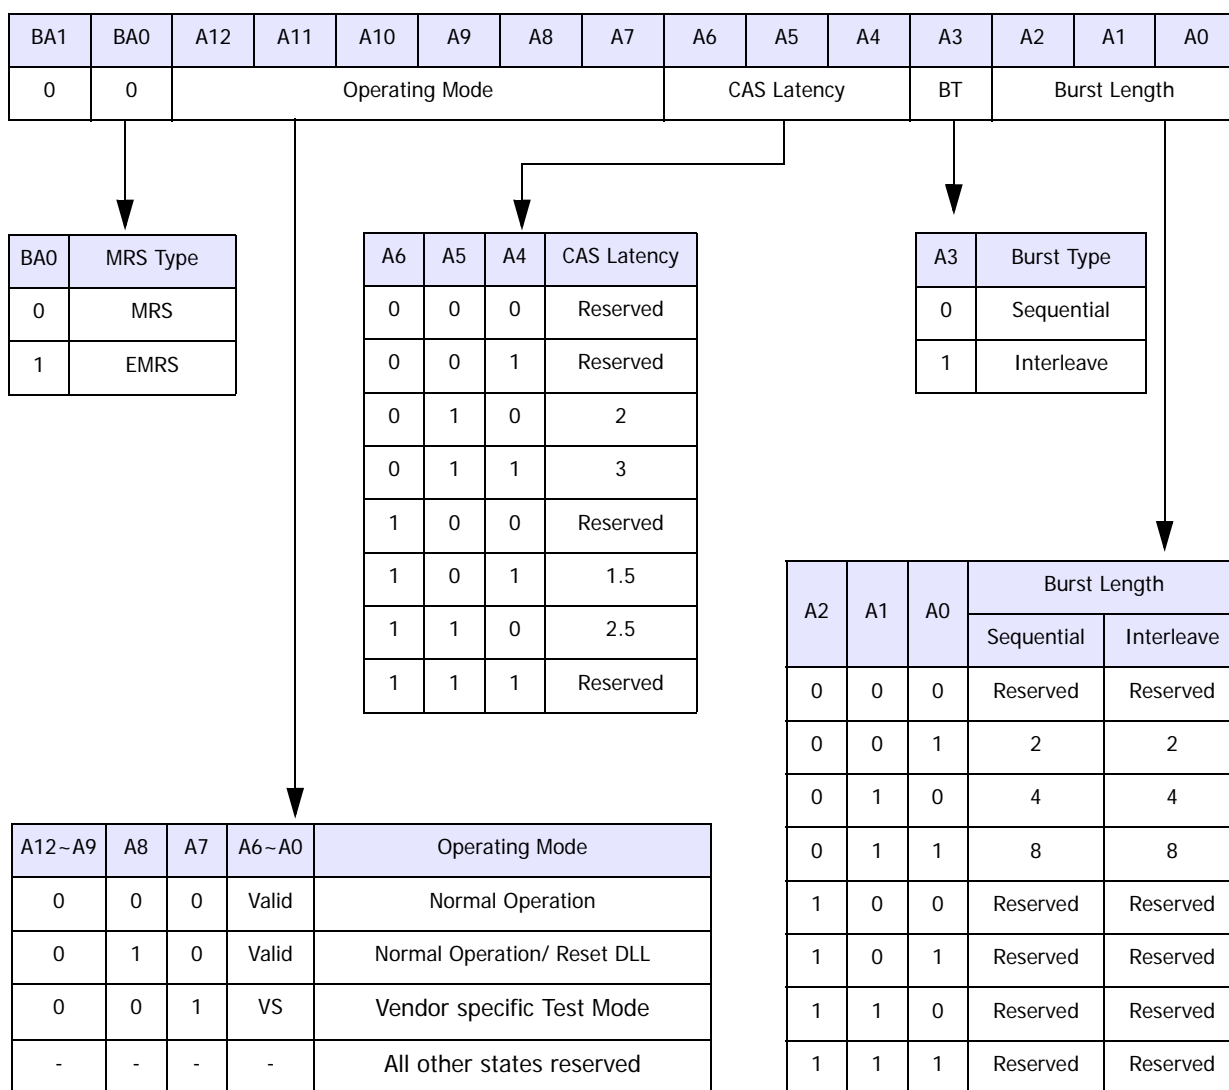 BA1 BA0 A12 A11 A10 A9 A8 A7 A6 A5 A4 A3 A2 A1 A0
0 0 Operating Mode CAS Latency BT Burst Length
BA0 MRS Type
0 MRS
1 EMRS
A6 A5 A4 CAS Latency
0 0 0 Reserved
0 0 1 Reserved
0 1 0 2
0 1 1 3
1 0 0 Reserved
1 0 1 1.5
1 1 0 2.5
1 1 1 Reserved
A3 Burst Type
0 Sequential
1 Interleave
A2 A1 A0 Burst Length
Sequential Interleave
0 0 0 Reserved Reserved
0 0 1 2 2
0 1 0 4 4
0 1 1 8 8
1 0 0 Reserved Reserved
1 0 1 Reserved Reserved
1 1 0 Reserved Reserved
1 1 1 Reserved Reserved
A12~A9 A8 A7 A6~A0 Operating Mode
0 0 0 Valid Normal Operation
0 1 0 Valid Normal Operation/ Reset DLL
0 0 1 VS Vendor specific Test Mode
- - - - All other states reserved